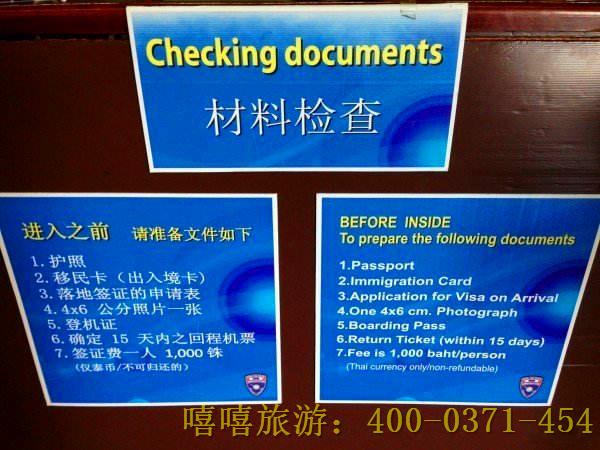 Checking documents
材料检查
进入之前 请准备文件如下
1. 护照
2. 移民卡（出入境卡）
3. 落地签证的申请表
4. 4x6 公分照片一张
5. 登机证
6. 确定 15 天内之回程机票
7. 签证费一人 1,000 铢
（仅泰币/不可归还的）
BEFORE INSIDE
To prepare the following documents
1.Passport
2.Immigration Card
3.Application for Visa on Arrival
4.One 4x6 cm. Photograph
5.Boarding Pass
6.Return Ticket (within 15 days)
7.Fee is 1,000 baht/person
(Thai currency only/non-refundable)
嘻嘻旅游：400-0371-454